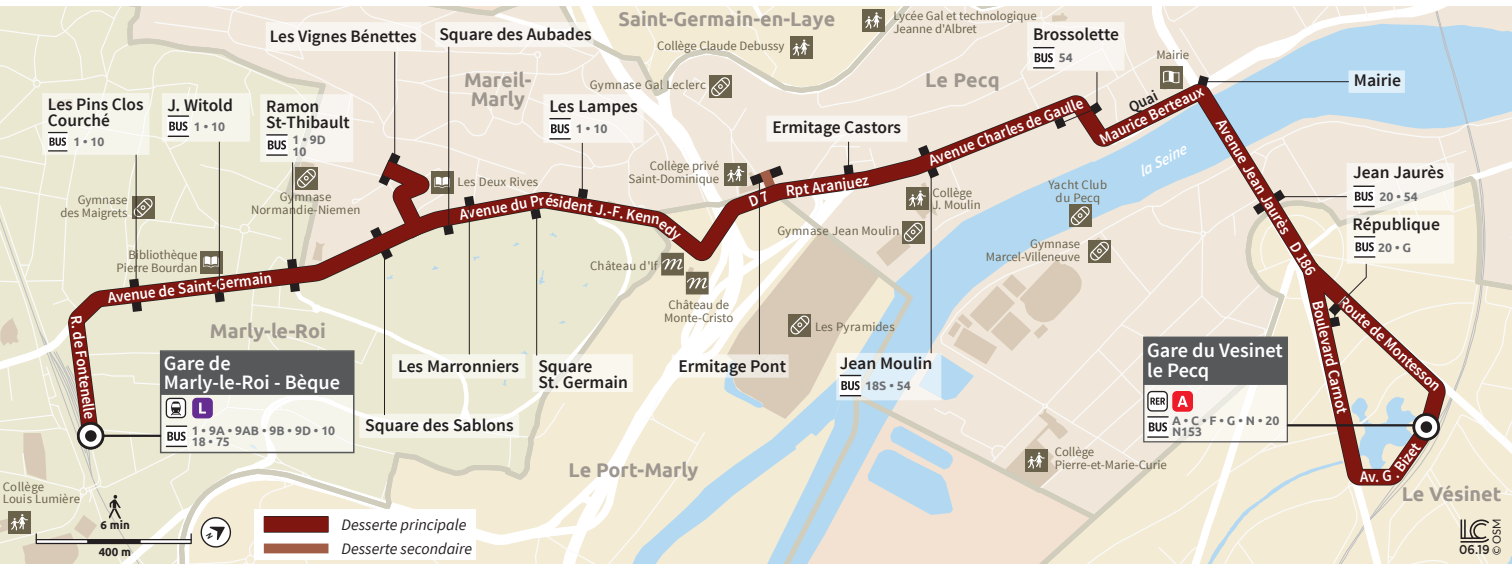 Saint-Germain-en-Laye
Lycée Gal et technologique
Jeanne d'Albret
Collège Claude Debussy
Les Vignes Bénettes
Square des Aubades
Brossolette
BUS 54
Mairie
Mareil-
Marly
Gymnase Gal Leclerc
Le Pecq
Mairie
Les Pins Clos
Courché
BUS 1 • 10
J. Witold
BUS 1 • 10
Ramon
St-Thibault
BUS 1 • 9D
10
Les Lampes
BUS 1 • 10
Ermitage Castors
Avenue Charles de Gaulle
Quai
Maurice Berteaux
la Seine
Avenue Jean Jaurès
D 186
Jean Jaurès
BUS 20 • 54
République
BUS 20 • G
Gymnase
des Maigrets
Gymnase
Normandie-Niemen
Les Deux Rives
Collège privé
Saint-Dominique
D 7
Rpt Aranjuez
Collège
J. Moulin
Yacht Club
du Pecq
Gymnase Jean Moulin
Gymnase
Marcel-Villeneuve
Bibliothèque
Pierre Bourdan
Avenue de Saint-Germain
Avenue du Président J.-F. Kennedy
Château d'If
m
m
Château de
Monte-Cristo
Les Pyramides
R. de Fontenelle
Marly-le-Roi
Gare de
Marly-le-Roi - Bèque
L
BUS 1 • 9A • 9AB • 9B • 9D • 10
18 • 75
Les Marronniers
Square
St. Germain
Ermitage Pont
Jean Moulin
BUS 18S • 54
Square des Sablons
Gare du Vesinet
le Pecq
RER A
BUS A • C • F • G • N • 20
N153
Boulevard Carnot
Route de Montesson
Av. G. Bizet
Le Vésinet
Le Port-Marly
Collège
Pierre-et-Marie-Curie
Collège
Louis Lumière
6 min
400 m
N
Desserte principale
Desserte secondaire
LC
06.19
© OSM